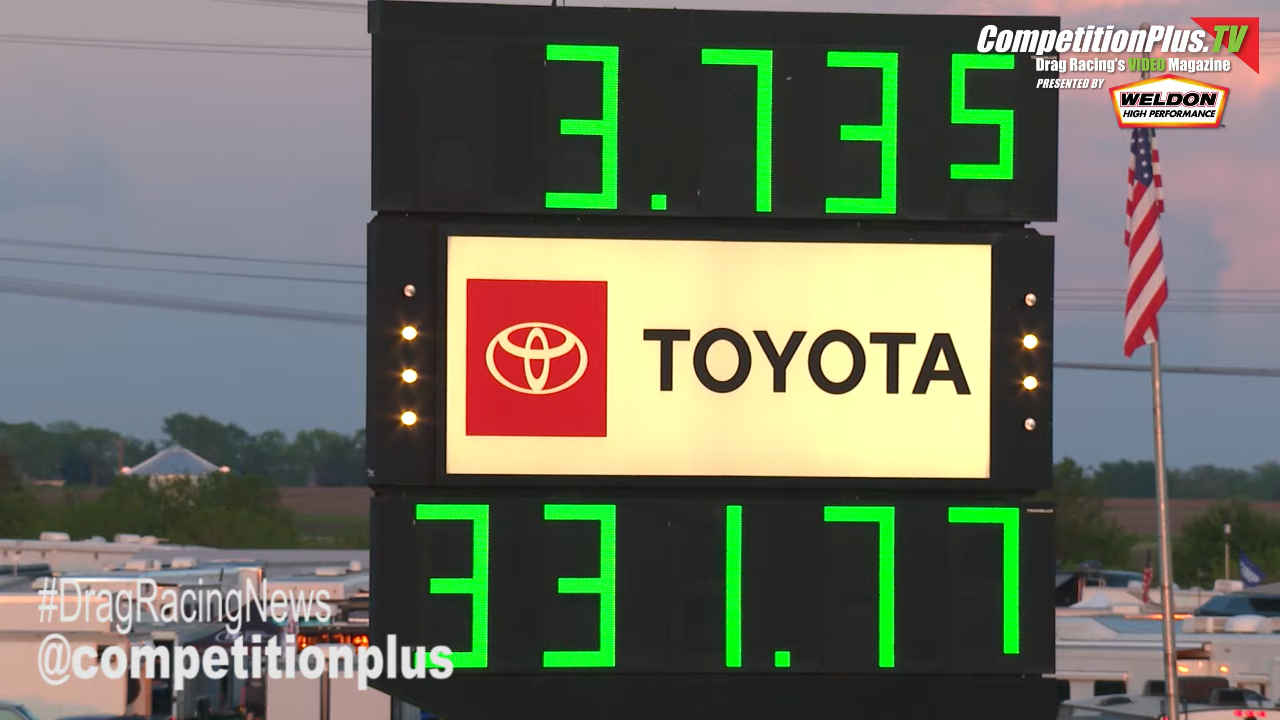 3.735
CompetitionPlus.TV
Drag Racing's VIDEO Magazine
PRESENTED BY
WELDON
HIGH PERFORMANCE
TOYOTA
331.77
#DragRacingNews
@competitionplus